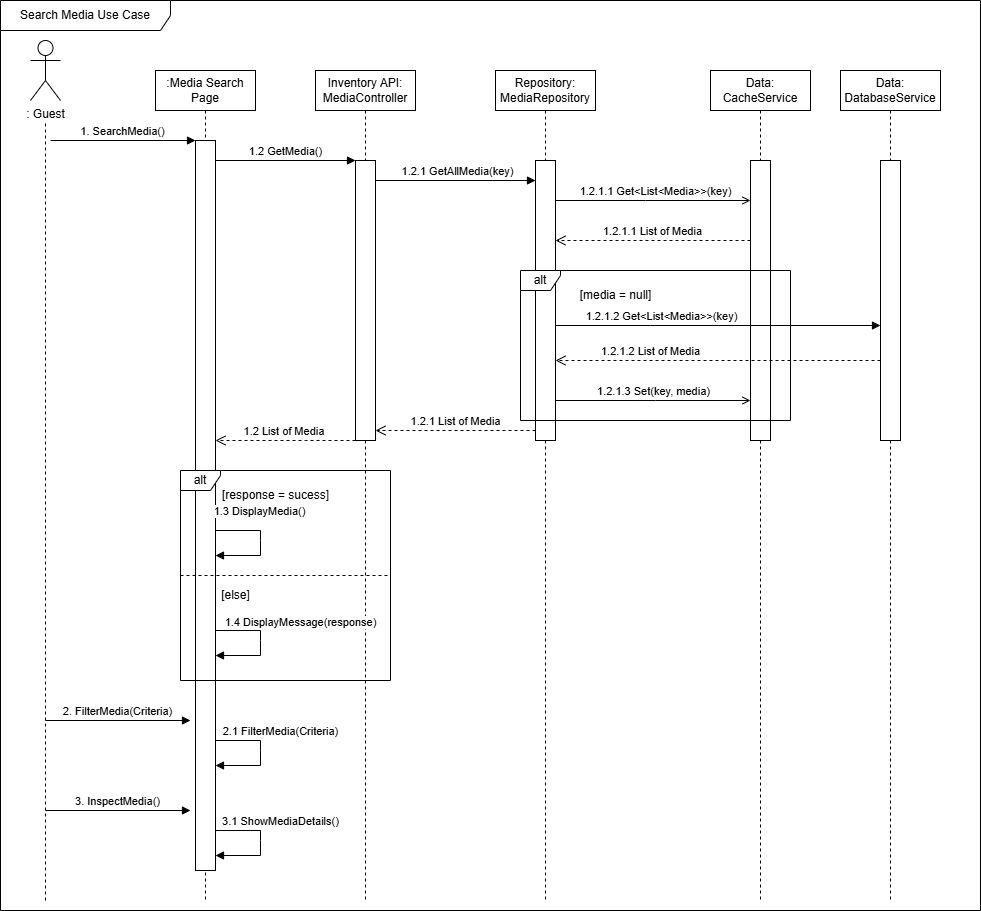 Search Media Use Case
: Guest
:Media Search
Page
Inventory API:
MediaController
Repository:
MediaRepository
Data:
CacheService
Data:
DatabaseService
1. SearchMedia()
1.2 GetMedia()
1.2.1 GetAllMedia(key)
1.2.1.1 Get<List<Media>>(key)
1.2.1.1 List of Media
alt
[media = null]
1.2.1.2 Get<List<Media>>(key)
1.2.1.2 List of Media
1.2.1.3 Set(key, media)
1.2.1 List of Media
1.2 List of Media
alt
[response = sucess]
1.3 DisplayMedia()
[else]
1.4 DisplayMessage(response)
2. FilterMedia(Criteria)
2.1 FilterMedia(Criteria)
3. InspectMedia()
3.1 ShowMediaDetails()